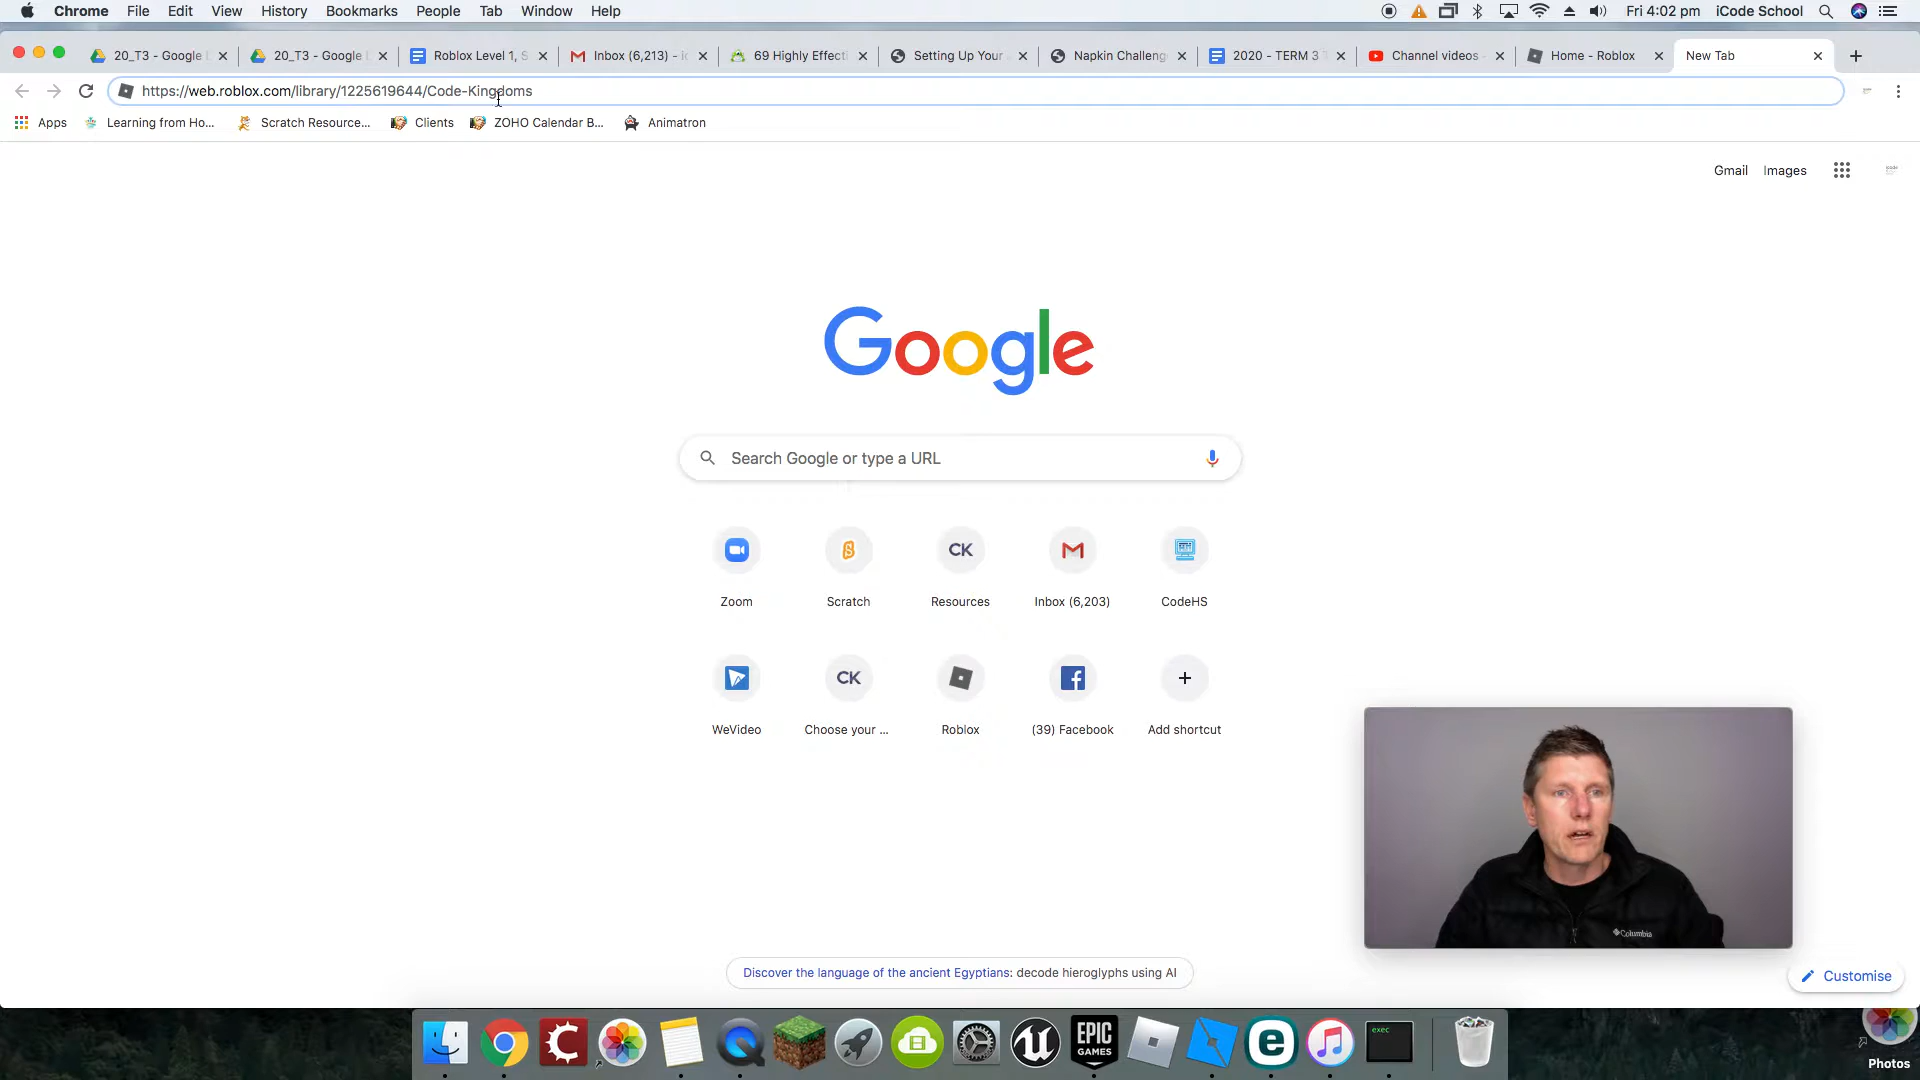 Chrome File Edit View History Bookmarks People Tab Window Help
Fri 4:02 pm iCode School
20_T3 - Google
20_T3 - Google
Roblox Level 1, S
Inbox (6,213) -
69 Highly Effecti
Setting Up Your
Napkin Challeng
2020 - TERM 3 T
Channel videos -
Home - Roblox
New Tab
https://web.roblox.com/library/1225619644/Code-Kingdoms
Apps
Learning from Ho...
Scratch Resource...
Clients
ZOHO Calendar B...
Animatron
Gmail Images
Google
Search Google or type a URL
CK
Zoom Scratch Resources Inbox (6,203) CodeHS
CK
WeVideo Choose your ... Roblox (39) Facebook Add shortcut
Columbia
Discover the language of the ancient Egyptians: decode hieroglyphs using AI
Customise
EPIC GAMES
exec
Photos